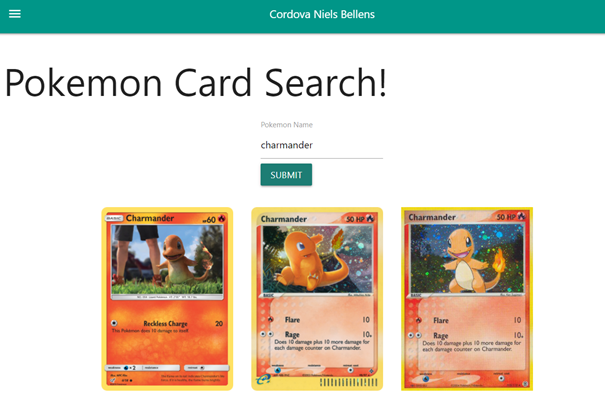 Cordova Niels Bellens
Pokemon Card Search!
Pokemon Name
charmander
SUBMIT
BASIC Charmander HP60
Charmander 50 HP
Charmander 50 HP
Reckless Charge 20
This Pokémon does 10 damage to itself.
BASIC
Flare 10
Rage 10+
Does 10 damage plus 10 more for
each damage counter on Charmander.
BASIC
Flare 10
Rage 10+
Does 10 damage plus 10 more for
each damage counter on Charmander.
×2